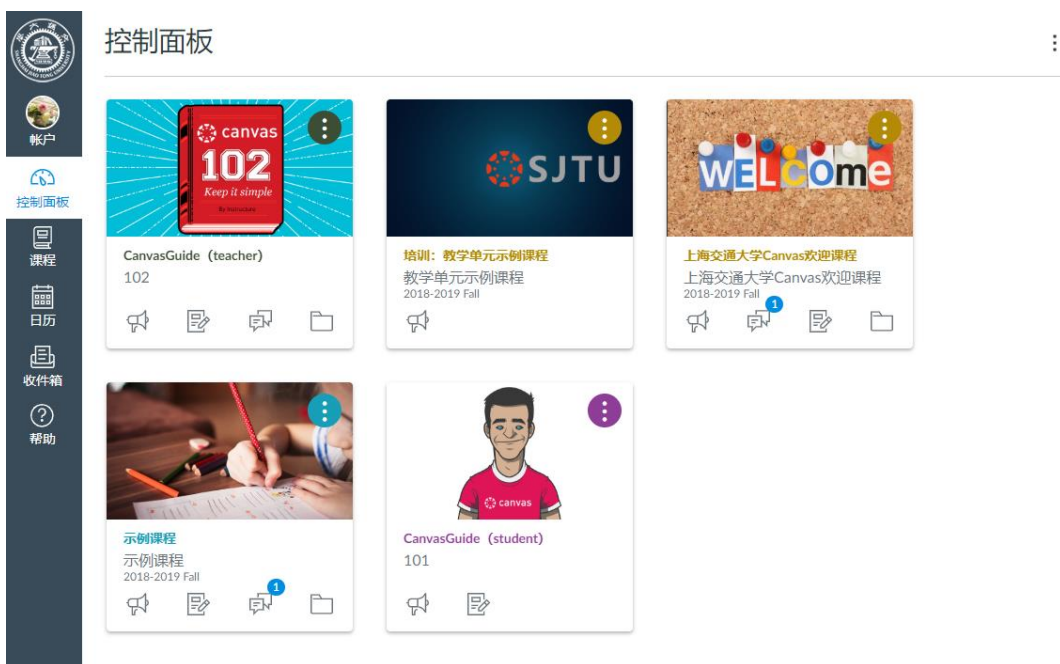 控制面板
帐户
控制面板
课程
日历
收件箱
帮助
canvas
102
Keep it simple
CanvasGuide（teacher）
102
SJTU
培训：教学单元示例课程
教学单元示例课程
2018-2019 Fall
WELCOme
上海交通大学Canvas欢迎课程
上海交通大学Canvas欢迎课程
2018-2019 Fall
1
示例课程
示例课程
2018-2019 Fall
1
canvas
CanvasGuide（student）
101